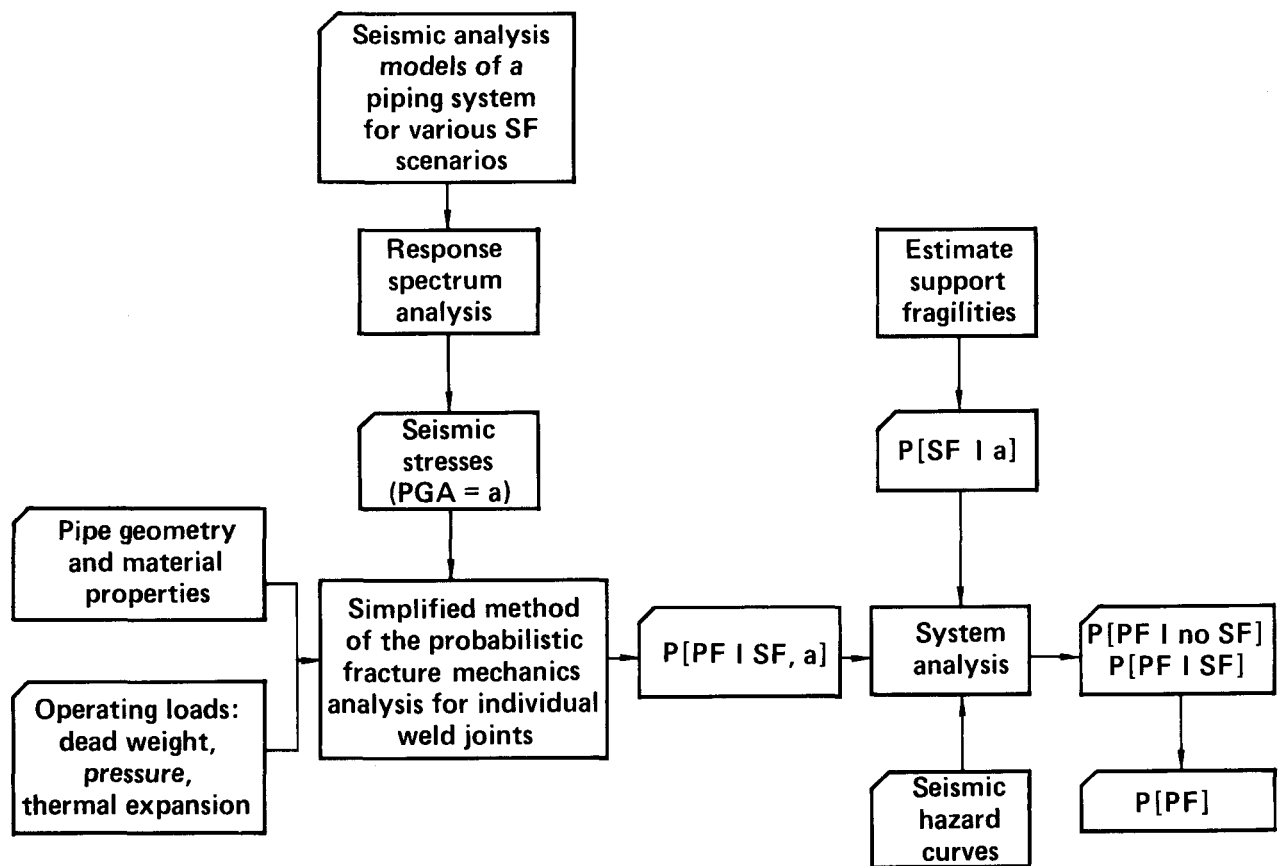 Seismic analysis
models of a
piping system
for various SF
scenarios
Response
spectrum
analysis
Estimate
support
fragilities
Seismic
stresses
(PGA = a)
P[SF I a]
Pipe geometry
and material
properties
Operating loads:
dead weight,
pressure,
thermal expansion
Simplified method
of the probabilistic
fracture mechanics
analysis for individual
weld joints
P[PF I SF, a]
System
analysis
P[PF I no SF]
P[PF I SF]
Seismic
hazard
curves
P[PF]